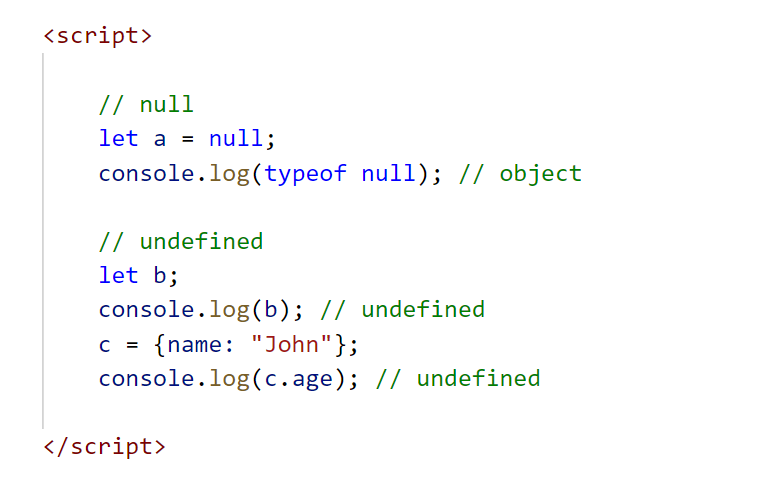 <script>
// null
let a = null;
console.log(typeof null); // object
// undefined
let b;
console.log(b); // undefined
c = {name: "John"};
console.log(c.age); // undefined
</script>